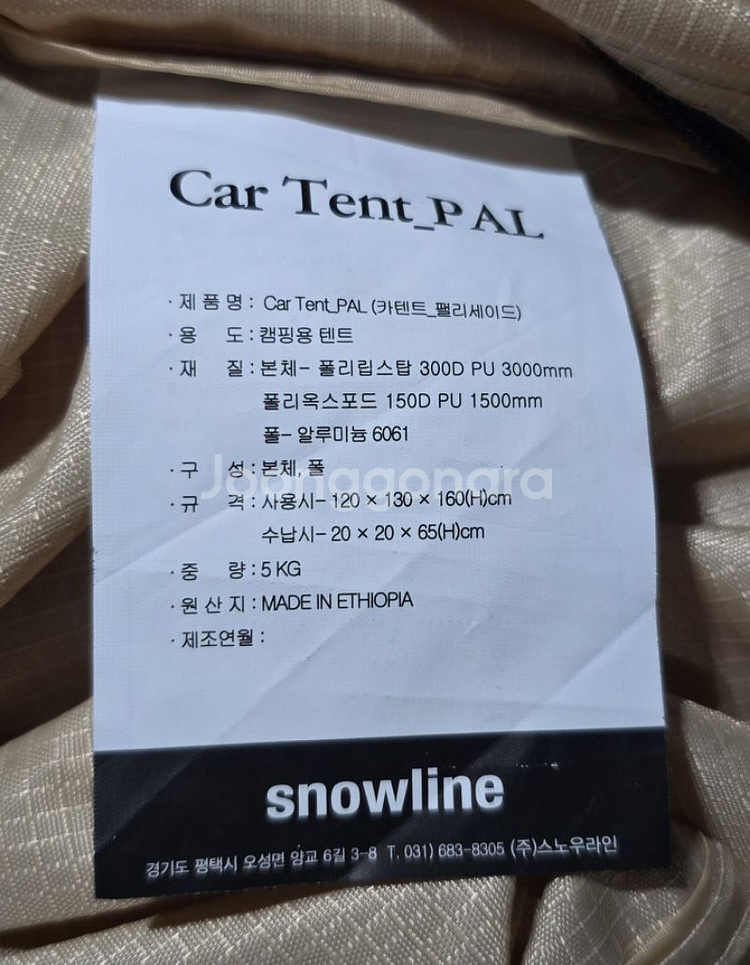 Car Tent_PAL
· 제 품 명 : Car Tent_PAL (카텐트_팰리세이드)
· 용 도 : 캠핑용 텐트
· 재 질 : 본체- 폴리립스탑 300D PU 3000mm
폴리옥스포드 150D PU 1500mm
폴- 알루미늄 6061
· 구 성 : 본체, 폴
Joonggonara
· 규 격 : 사용시- 120 × 130 × 160(H)cm
수납시- 20 × 20 × 65(H)cm
· 중 량 : 5 KG
· 원 산 지 : MADE IN ETHIOPIA
· 제조연월 :
snowline
경기도 평택시 오성면 양교 6길 3-8 T. 031) 683-8305 (주)스노우라인